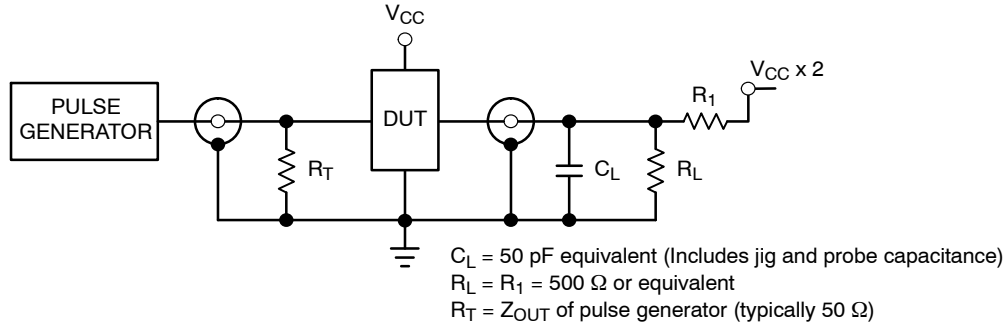 V_CC
V_CC x 2
R_1
PULSE
GENERATOR
DUT
R_T
C_L
R_L
C_L = 50 pF equivalent (Includes jig and probe capacitance)
R_L = R_1 = 500 Ω or equivalent
R_T = Z_OUT of pulse generator (typically 50 Ω)